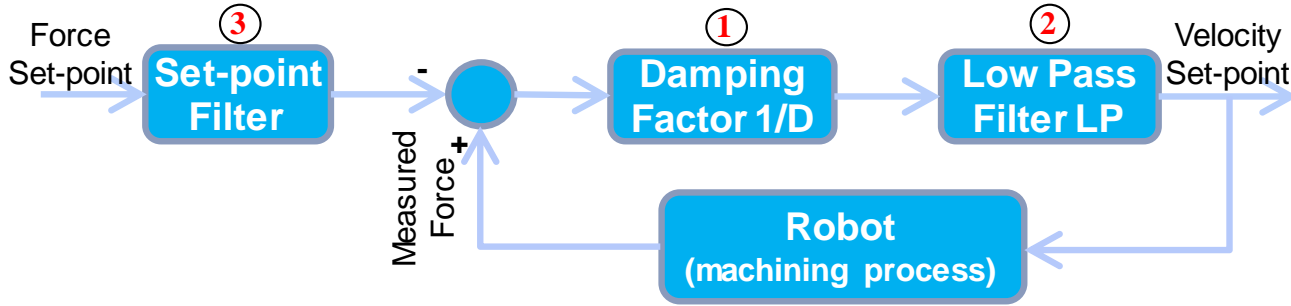 3
1
2
Force
Set-point
Set-point
Filter
-
+
Measured
Force
Damping
Factor 1/D
Low Pass
Filter LP
Velocity
Set-point
Robot
(machining process)